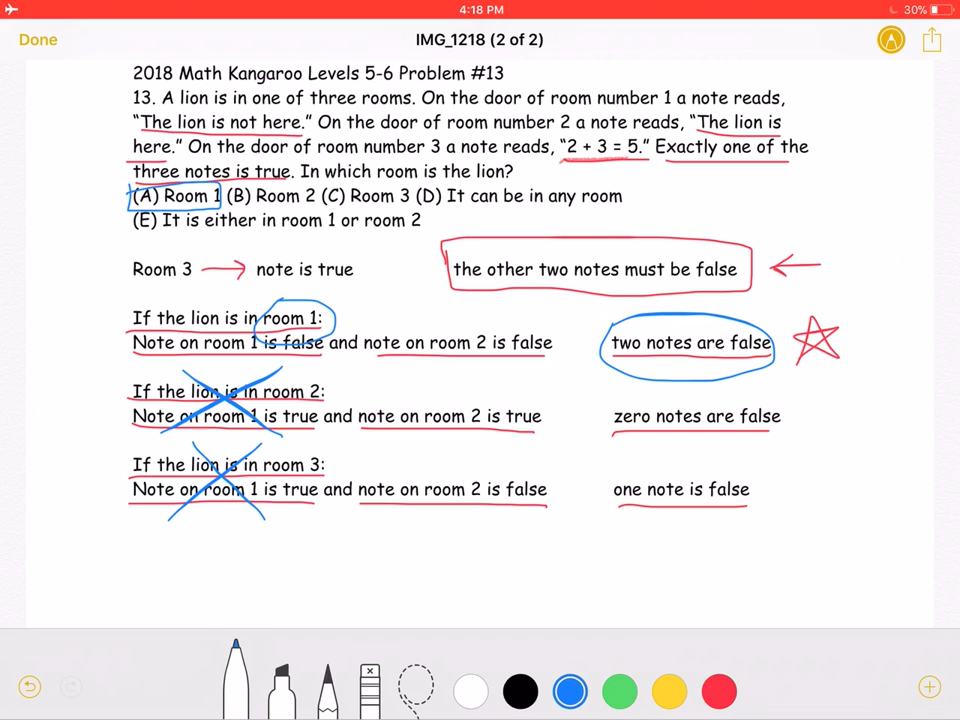 4:18 PM
30%
Done
IMG_1218 (2 of 2)
2018 Math Kangaroo Levels 5-6 Problem #13
13. A lion is in one of three rooms. On the door of room number 1 a note reads,
“The lion is not here.” On the door of room number 2 a note reads, “The lion is
here.” On the door of room number 3 a note reads, “2 + 3 = 5.” Exactly one of the
three notes is true. In which room is the lion?
(A) Room 1 (B) Room 2 (C) Room 3 (D) It can be in any room
(E) It is either in room 1 or room 2
Room 3 → note is true the other two notes must be false ←
If the lion is in room 1:
Note on room 1 is false and note on room 2 is false two notes are false
If the lion is in room 2:
Note on room 1 is true and note on room 2 is true zero notes are false
If the lion is in room 3:
Note on room 1 is true and note on room 2 is false one note is false